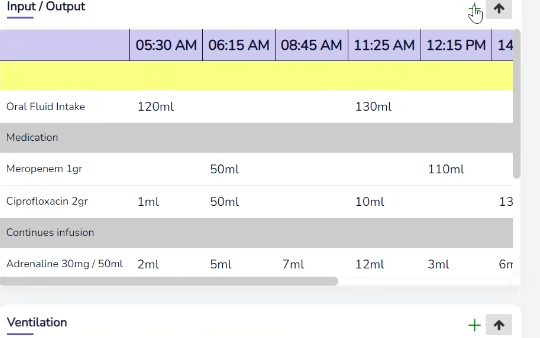 Input / Output
05:30 AM 06:15 AM 08:45 AM 11:25 AM 12:15 PM 14
Oral Fluid Intake 120ml 130ml
Medication
Meropenem 1gr 50ml 110ml
Ciprofloxacin 2gr 1ml 50ml 10ml 13
Continues infusion
Adrenaline 30mg / 50ml 2ml 5ml 7ml 12ml 3ml
Ventilation